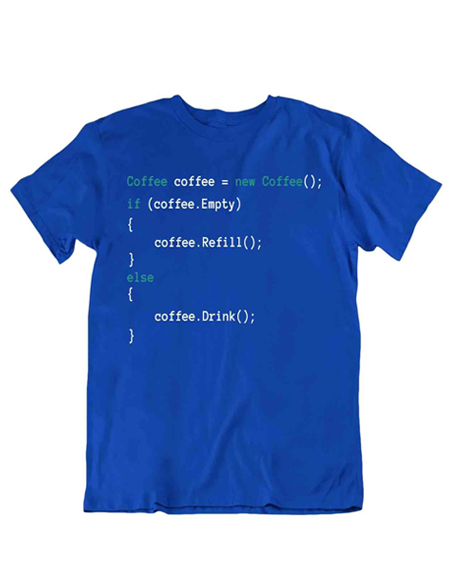 Coffee coffee = new Coffee();
if (coffee.Empty)
{
    coffee.Refill();
}
else
{
    coffee.Drink();
}